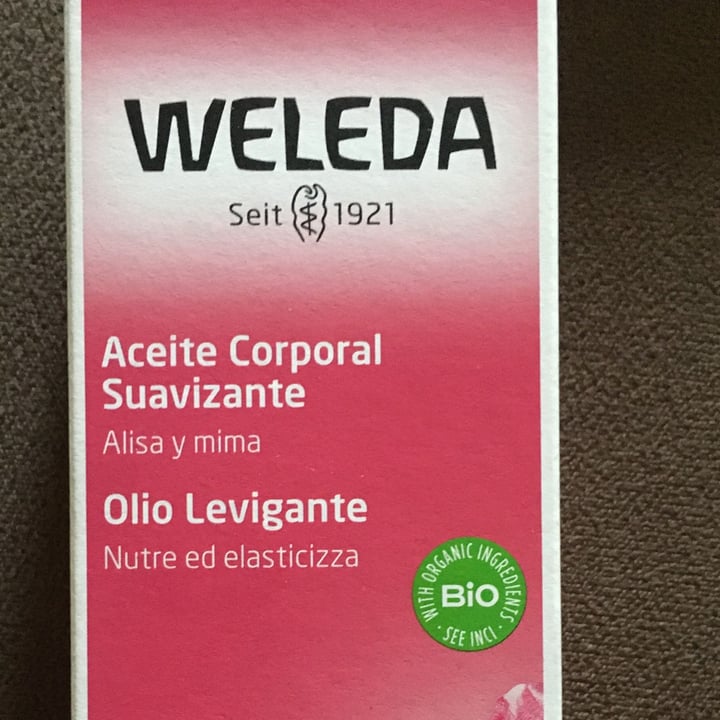 WELEDA
Seit 1921
Aceite Corporal
Suavizante
Alisa y mima
Olio Levigante
Nutre ed elasticizza
WITH ORGANIC INGREDIENTS
BiO
· SEE INCI ·